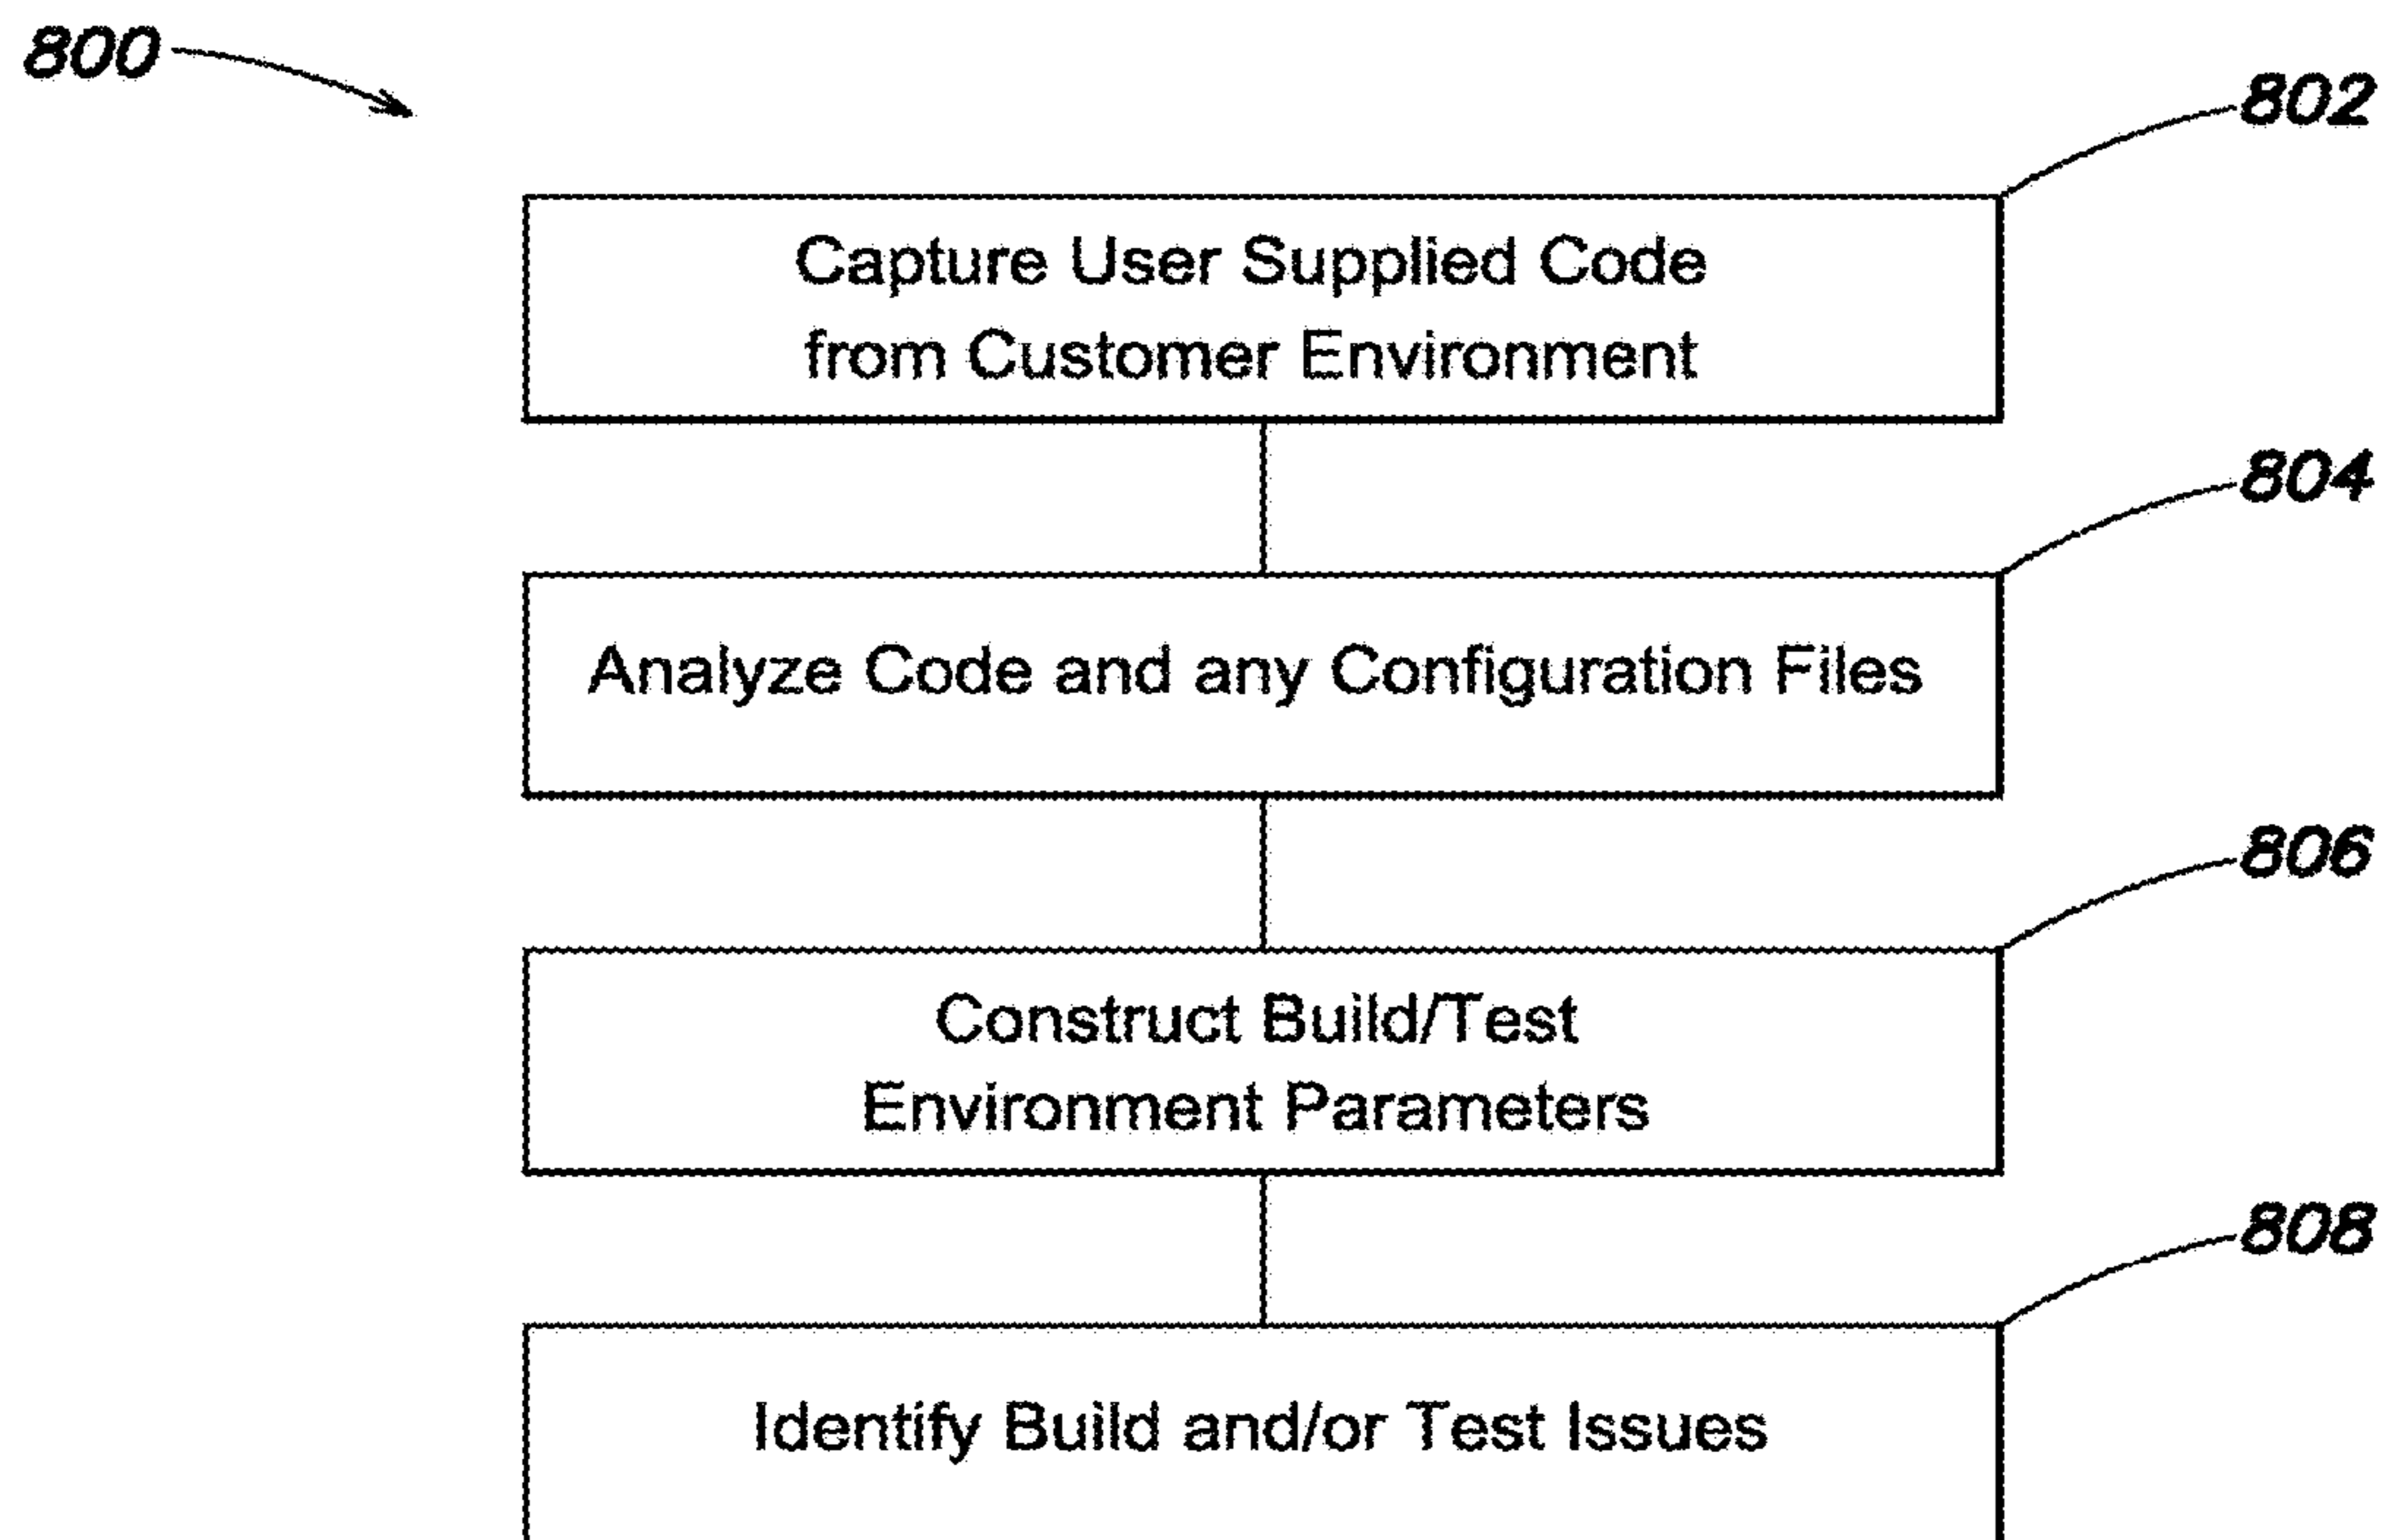 800
802
Capture User Supplied Code
from Customer Environment
804
Analyze Code and any Configuration Files
806
Construct Build/Test
Environment Parameters
808
Identify Build and/or Test Issues